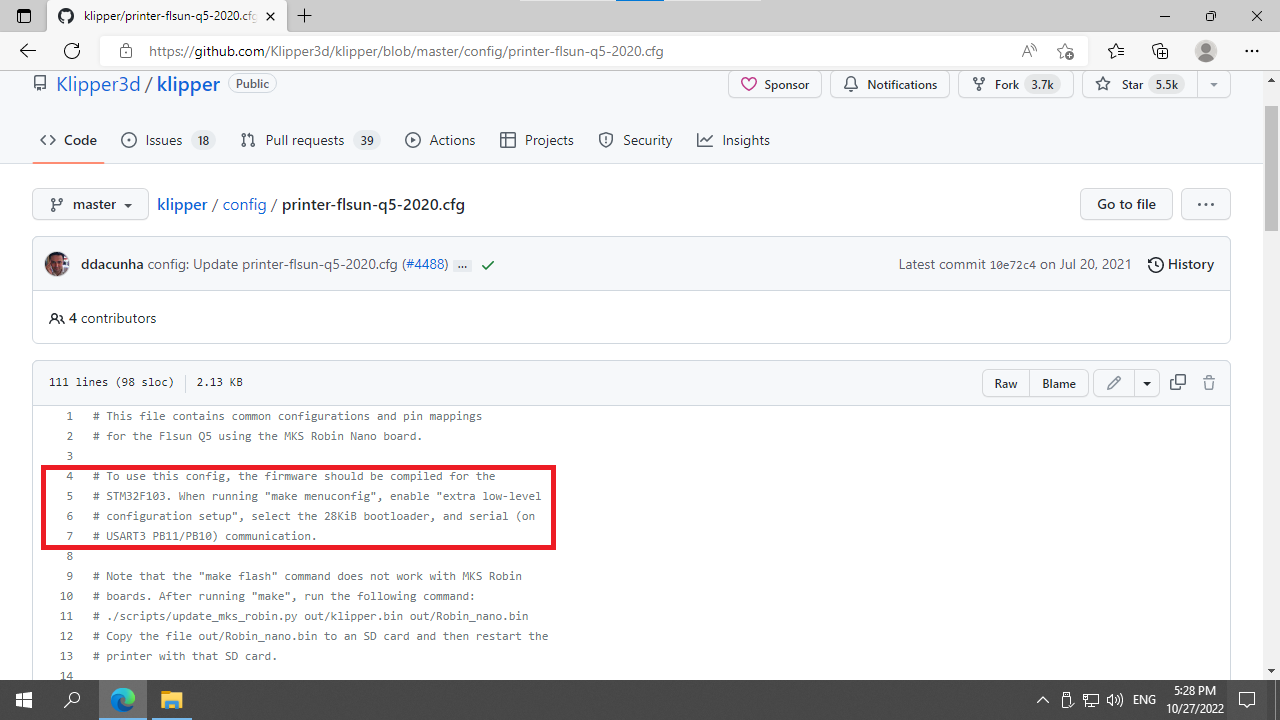 klipper/printer-flsun-q5-2020.cfg
https://github.com/Klipper3d/klipper/blob/master/config/printer-flsun-q5-2020.cfg
Klipper3d / klipper Public
Sponsor Notifications Fork 3.7k Star 5.5k
Code Issues 18 Pull requests 39 Actions Projects Security Insights
master klipper / config / printer-flsun-q5-2020.cfg Go to file ...
ddacunha config: Update printer-flsun-q5-2020.cfg (#4488) ... Latest commit 10e72c4 on Jul 20, 2021 History
4 contributors
111 lines (98 sloc) 2.13 KB Raw Blame
1 # This file contains common configurations and pin mappings
2 # for the Flsun Q5 using the MKS Robin Nano board.
3
4 # To use this config, the firmware should be compiled for the
5 # STM32F103. When running "make menuconfig", enable "extra low-level
6 # configuration setup", select the 28KiB bootloader, and serial (on
7 # USART3 PB11/PB10) communication.
8
9 # Note that the "make flash" command does not work with MKS Robin
10 # boards. After running "make", run the following command:
11 # ./scripts/update_mks_robin.py out/klipper.bin out/Robin_nano.bin
12 # Copy the file out/Robin_nano.bin to an SD card and then restart the
13 # printer with that SD card.
14
ENG 5:28 PM
10/27/2022